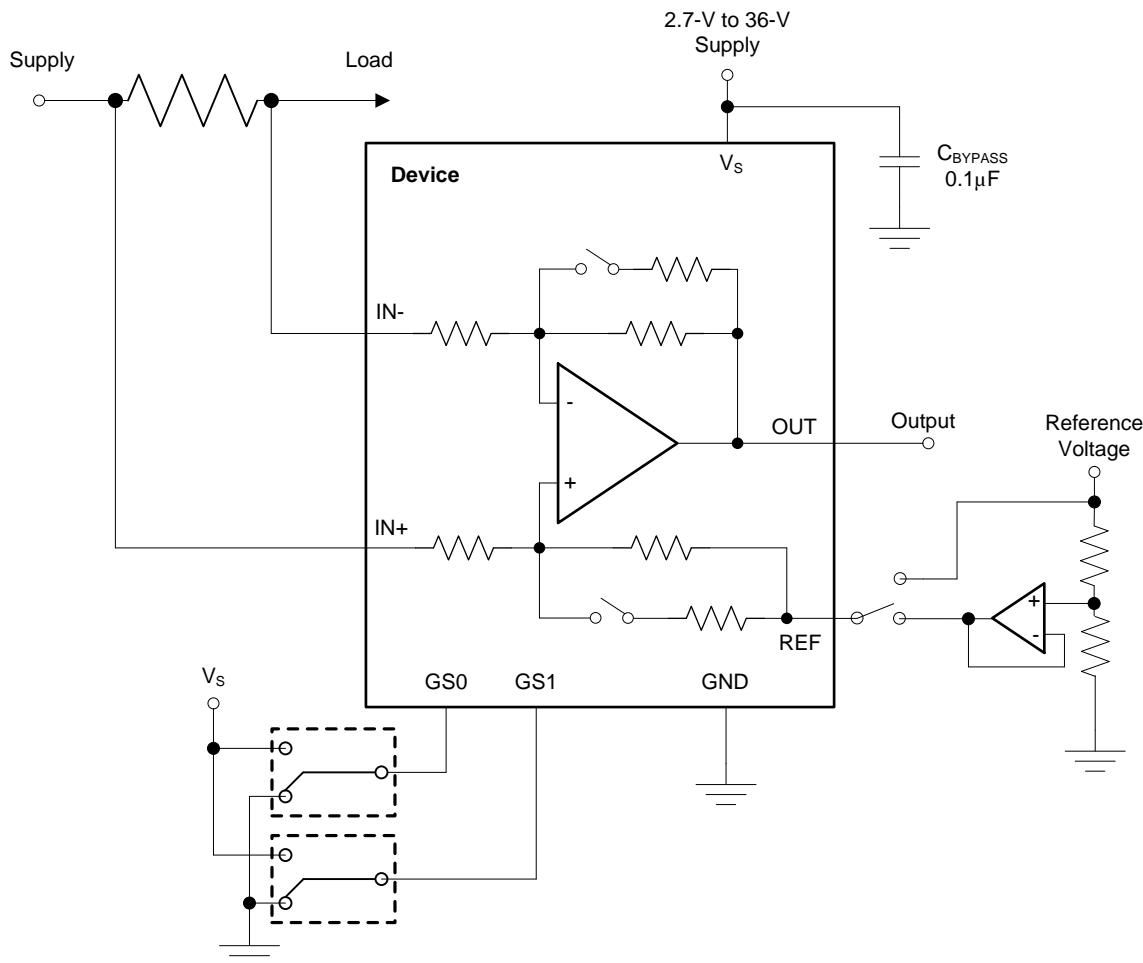 2.7-V to 36-V
Supply
Supply
Load
Device
VS
CBYPASS
0.1μF
IN-
-
OUT
Output
Reference
Voltage
+
IN+
+
-
REF
VS
GS0
GS1
GND